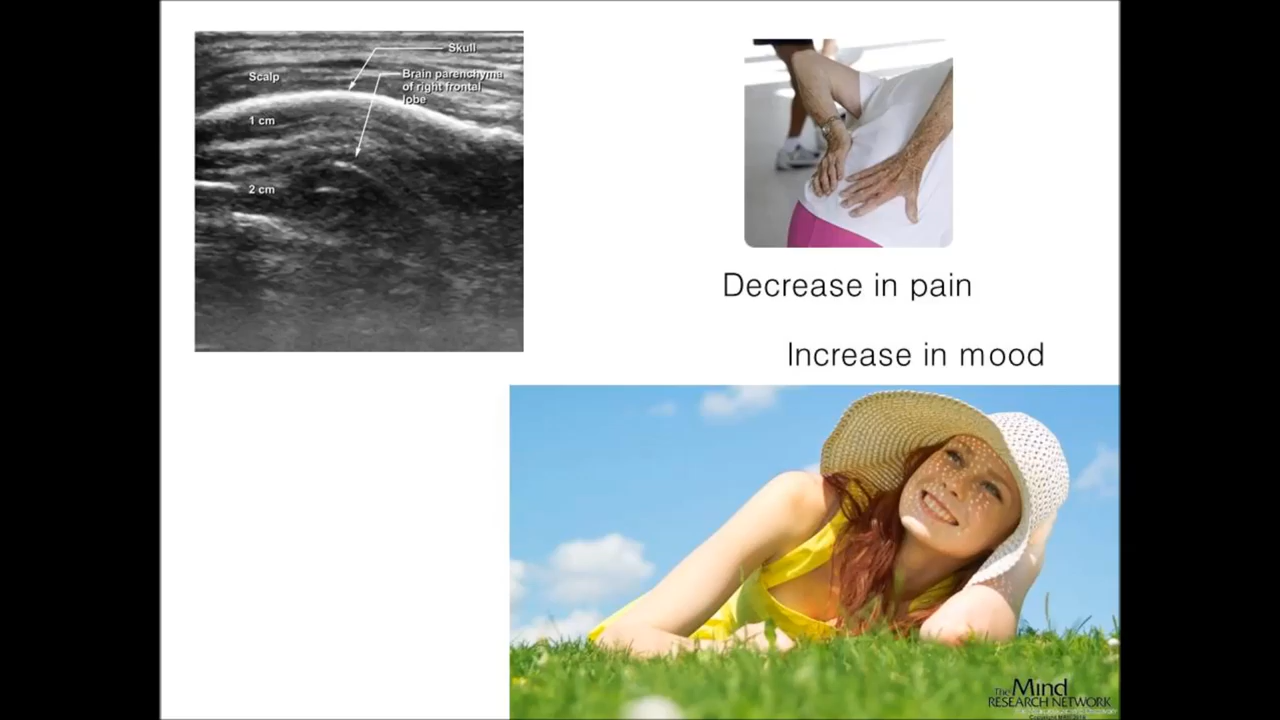 Skull
Scalp
Brain parenchyma
of right frontal
lobe
1 cm
2 cm
Decrease in pain
Increase in mood
The Mind
RESEARCH NETWORK